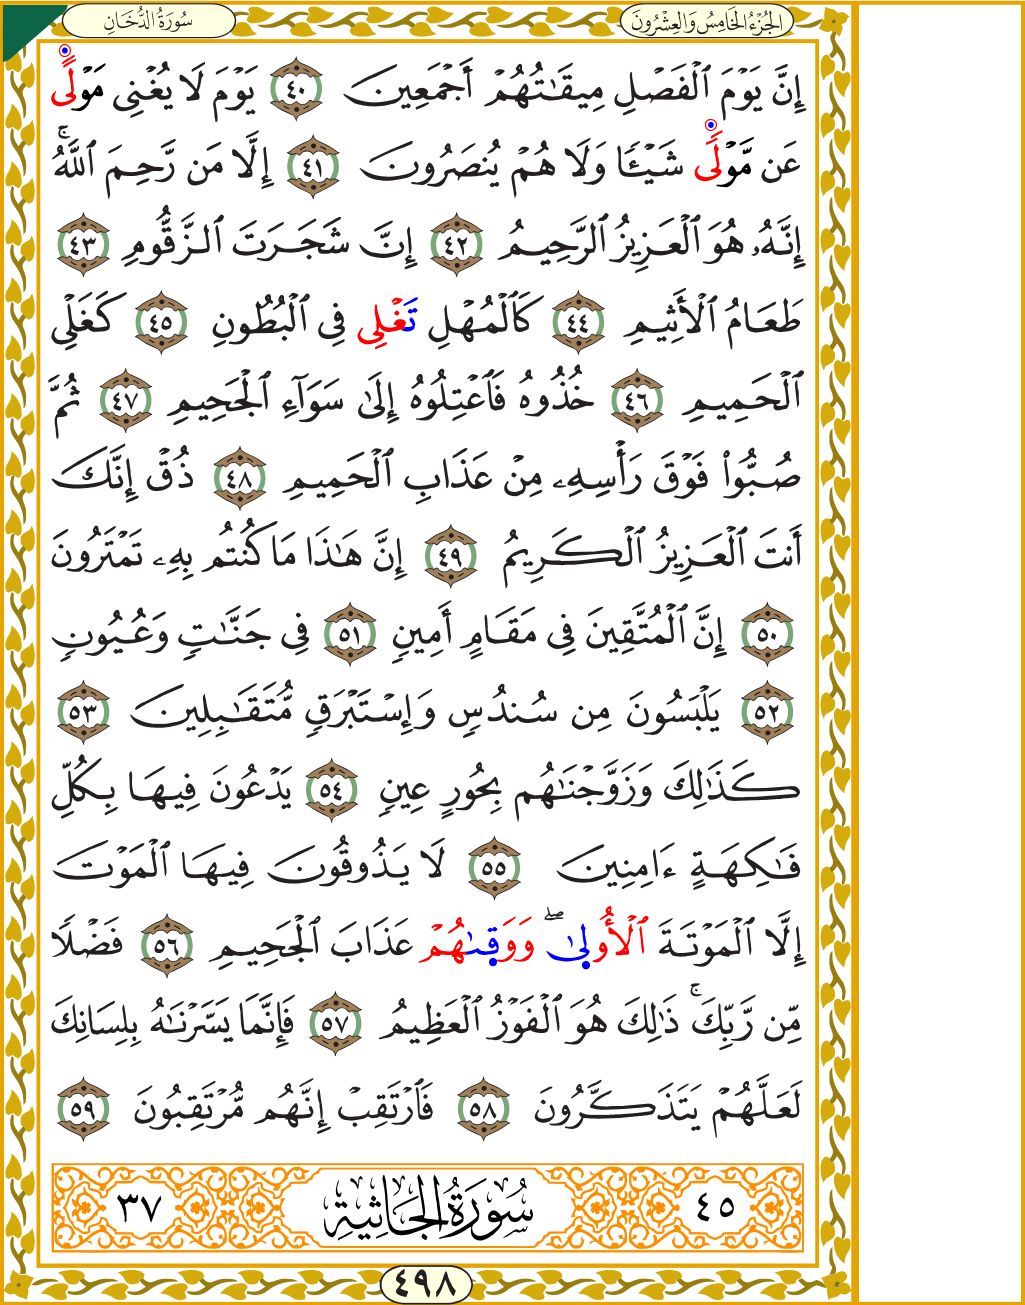 سُورَةُ الدُّخَانِ
الجُزْءُ الخَامِسُ وَالعِشْرُونَ
إِنَّ يَوْمَ ٱلْفَصْلِ مِيقَٰتُهُمْ أَجْمَعِينَ ٤٠ يَوْمَ لَا يُغْنِى مَوْلًى
عَن مَّوْلًى شَيْـًٔا وَلَا هُمْ يُنصَرُونَ ٤١ إِلَّا مَن رَّحِمَ ٱللَّهُ ۚ
إِنَّهُۥ هُوَ ٱلْعَزِيزُ ٱلرَّحِيمُ ٤٢ إِنَّ شَجَرَتَ ٱلزَّقُّومِ ٤٣
طَعَامُ ٱلْأَثِيمِ ٤٤ كَٱلْمُهْلِ تَغْلِى فِى ٱلْبُطُونِ ٤٥ كَغَلْىِ
ٱلْحَمِيمِ ٤٦ خُذُوهُ فَٱعْتِلُوهُ إِلَىٰ سَوَآءِ ٱلْجَحِيمِ ٤٧ ثُمَّ
صُبُّوا۟ فَوْقَ رَأْسِهِۦ مِنْ عَذَابِ ٱلْحَمِيمِ ٤٨ ذُقْ إِنَّكَ
أَنتَ ٱلْعَزِيزُ ٱلْكَرِيمُ ٤٩ إِنَّ هَٰذَا مَا كُنتُم بِهِۦ تَمْتَرُونَ
٥٠ إِنَّ ٱلْمُتَّقِينَ فِى مَقَامٍ أَمِينٍ ٥١ فِى جَنَّٰتٍ وَعُيُونٍ
٥٢ يَلْبَسُونَ مِن سُندُسٍ وَإِسْتَبْرَقٍ مُّتَقَٰبِلِينَ ٥٣
كَذَٰلِكَ وَزَوَّجْنَٰهُم بِحُورٍ عِينٍ ٥٤ يَدْعُونَ فِيهَا بِكُلِّ
فَٰكِهَةٍ ءَامِنِينَ ٥٥ لَا يَذُوقُونَ فِيهَا ٱلْمَوْتَ
إِلَّا ٱلْمَوْتَةَ ٱلْأُولَىٰ ۖ وَوَقَىٰهُمْ عَذَابَ ٱلْجَحِيمِ ٥٦ فَضْلًا
مِّن رَّبِّكَ ۚ ذَٰلِكَ هُوَ ٱلْفَوْزُ ٱلْعَظِيمُ ٥٧ فَإِنَّمَا يَسَّرْنَٰهُ بِلِسَانِكَ
لَعَلَّهُمْ يَتَذَكَّرُونَ ٥٨ فَٱرْتَقِبْ إِنَّهُم مُّرْتَقِبُونَ ٥٩
٤٥ سُورَةُ الجَاثِيَةِ ٣٧
٤٩٨